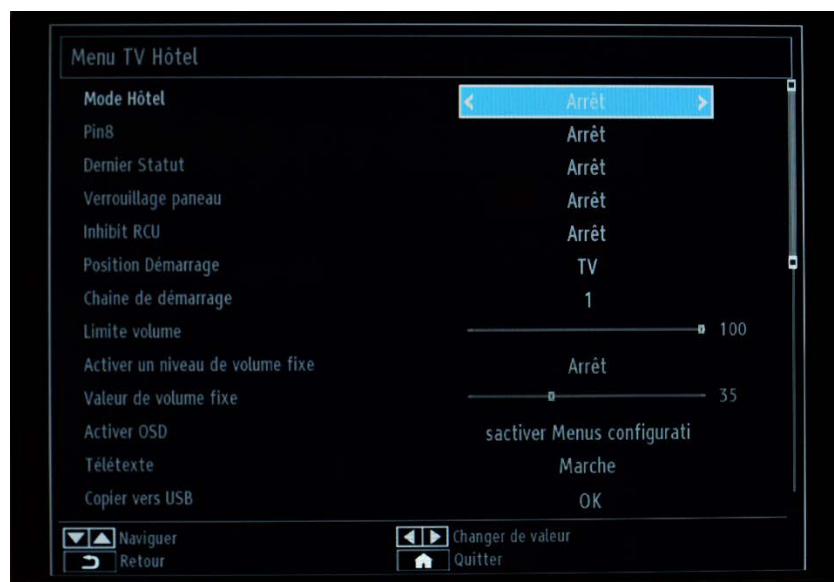 Menu TV Hôtel
Mode Hôtel < Arrêt >
Pin8 Arrêt
Dernier Statut Arrêt
Verrouillage paneau Arrêt
Inhibit RCU Arrêt
Position Démarrage TV
Chaine de démarrage 1
Limite volume 100
Activer un niveau de volume fixe Arrêt
Valeur de volume fixe 35
Activer OSD sactiver Menus configurati
Télétexte Marche
Copier vers USB OK
Naviguer Changer de valeur
Retour Quitter